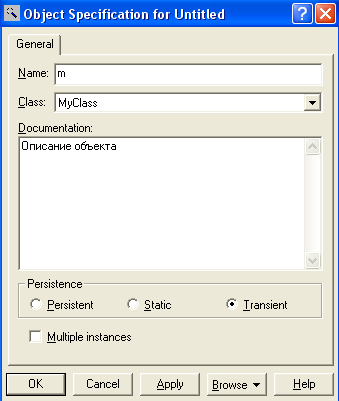 Object Specification for Untitled
General
Name: m
Class: MyClass
Documentation:
Описание объекта
Persistence
Persistent Static Transient
Multiple instances
OK Cancel Apply Browse Help